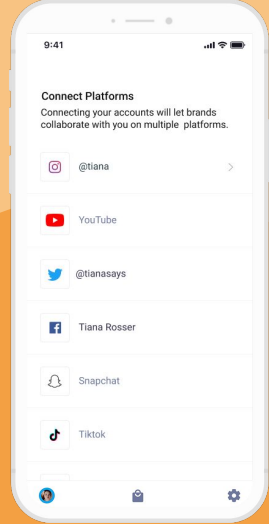 9:41
Connect Platforms
Connecting your accounts will let brands
collaborate with you on multiple platforms.
@tiana
YouTube
@tianasays
Tiana Rosser
Snapchat
Tiktok